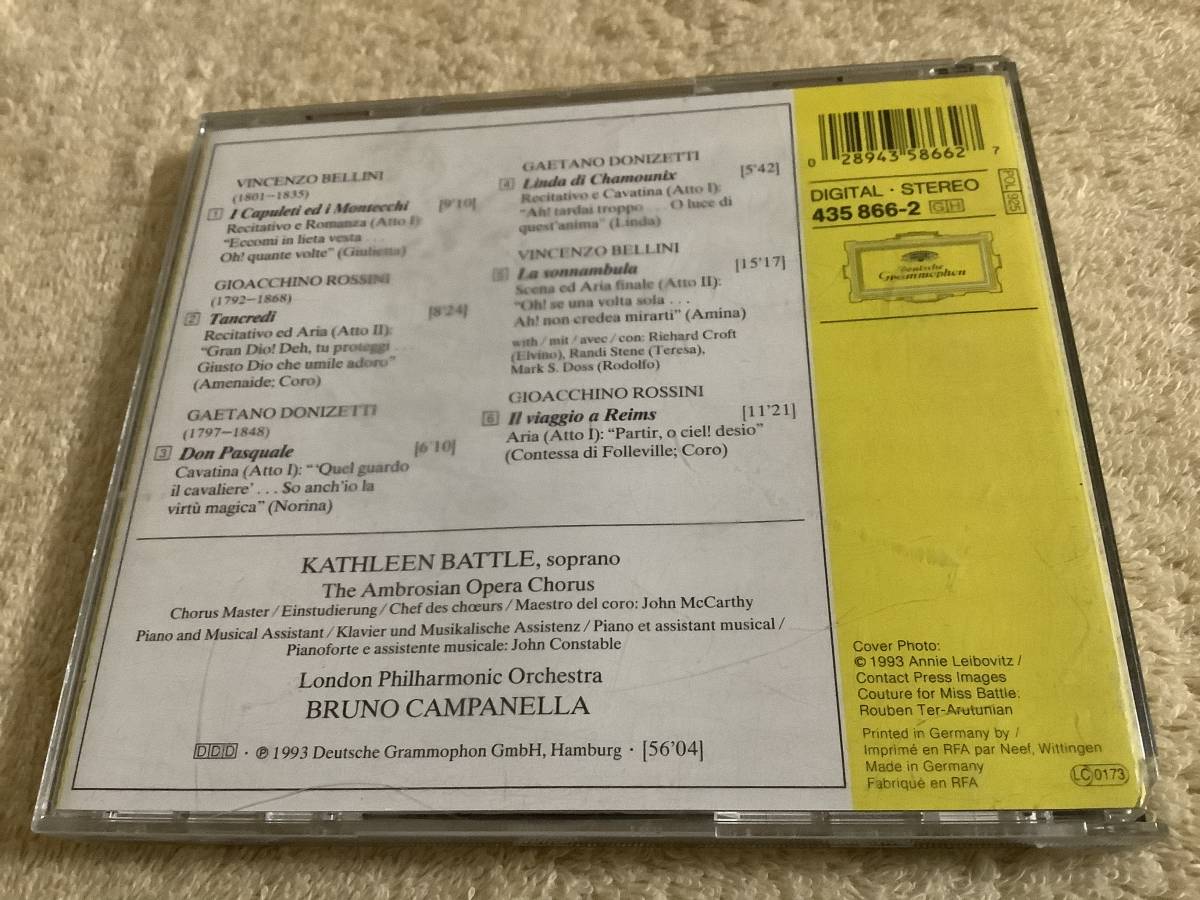 VINCENZO BELLINI
(1801–1835)
1 I Capuleti ed i Montecchi [9'10]
Recitativo e Romanza (Atto I):
“Eccomi in lieta vesta ...
Oh! quante volte” (Giulietta)
GIOACCHINO ROSSINI
(1792–1868)
2 Tancredi [8'24]
Recitativo ed Aria (Atto II):
“Gran Dio! Deh, tu proteggi ...
Giusto Dio che umile adoro”
(Amenaide; Coro)
GAETANO DONIZETTI
(1797–1848)
3 Don Pasquale [6'10]
Cavatina (Atto I): “‘Quel guardo
il cavaliere’ ... So anch'io la
virtù magica” (Norina)
GAETANO DONIZETTI
4 Linda di Chamounix [5'42]
Recitativo e Cavatina (Atto I):
“Ah! tardai troppo ... O luce di
quest'anima” (Linda)
VINCENZO BELLINI
5 La sonnambula [15'17]
Scena ed Aria finale (Atto II):
“Oh! se una volta sola ...
Ah! non credea mirarti” (Amina)
with / mit / avec / con: Richard Croft
(Elvino), Randi Stene (Teresa),
Mark S. Doss (Rodolfo)
GIOACCHINO ROSSINI
6 Il viaggio a Reims [11'21]
Aria (Atto I): “Partir, o ciel! desio”
(Contessa di Folleville; Coro)
KATHLEEN BATTLE, soprano
The Ambrosian Opera Chorus
Chorus Master / Einstudierung / Chef des chœurs / Maestro del coro: John McCarthy
Piano and Musical Assistant / Klavier und Musikalische Assistenz / Piano et assistant musical /
Pianoforte e assistente musicale: John Constable
London Philharmonic Orchestra
BRUNO CAMPANELLA
DDD · ℗ 1993 Deutsche Grammophon GmbH, Hamburg · [56'04]
0 28943 58662 7
DIGITAL · STEREO
435 866-2 GH
POL 925
Deutsche
Grammophon
Cover Photo:
© 1993 Annie Leibovitz /
Contact Press Images
Couture for Miss Battle:
Rouben Ter-Arutunian
Printed in Germany by /
Imprimé en RFA par Neef, Wittingen
Made in Germany
Fabriqué en RFA
LC 0173